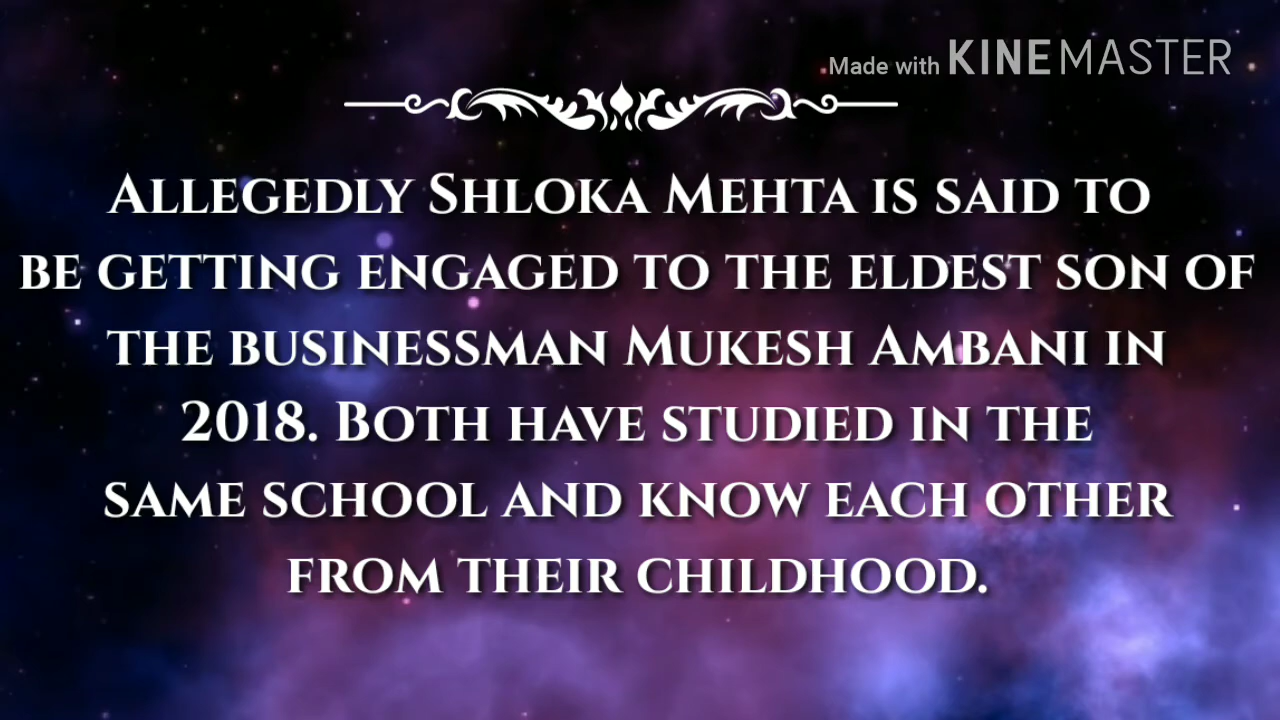 Made with KINEMASTER
Allegedly Shloka Mehta is said to
be getting engaged to the eldest son of
the businessman Mukesh Ambani in
2018. Both have studied in the
same school and know each other
from their childhood.